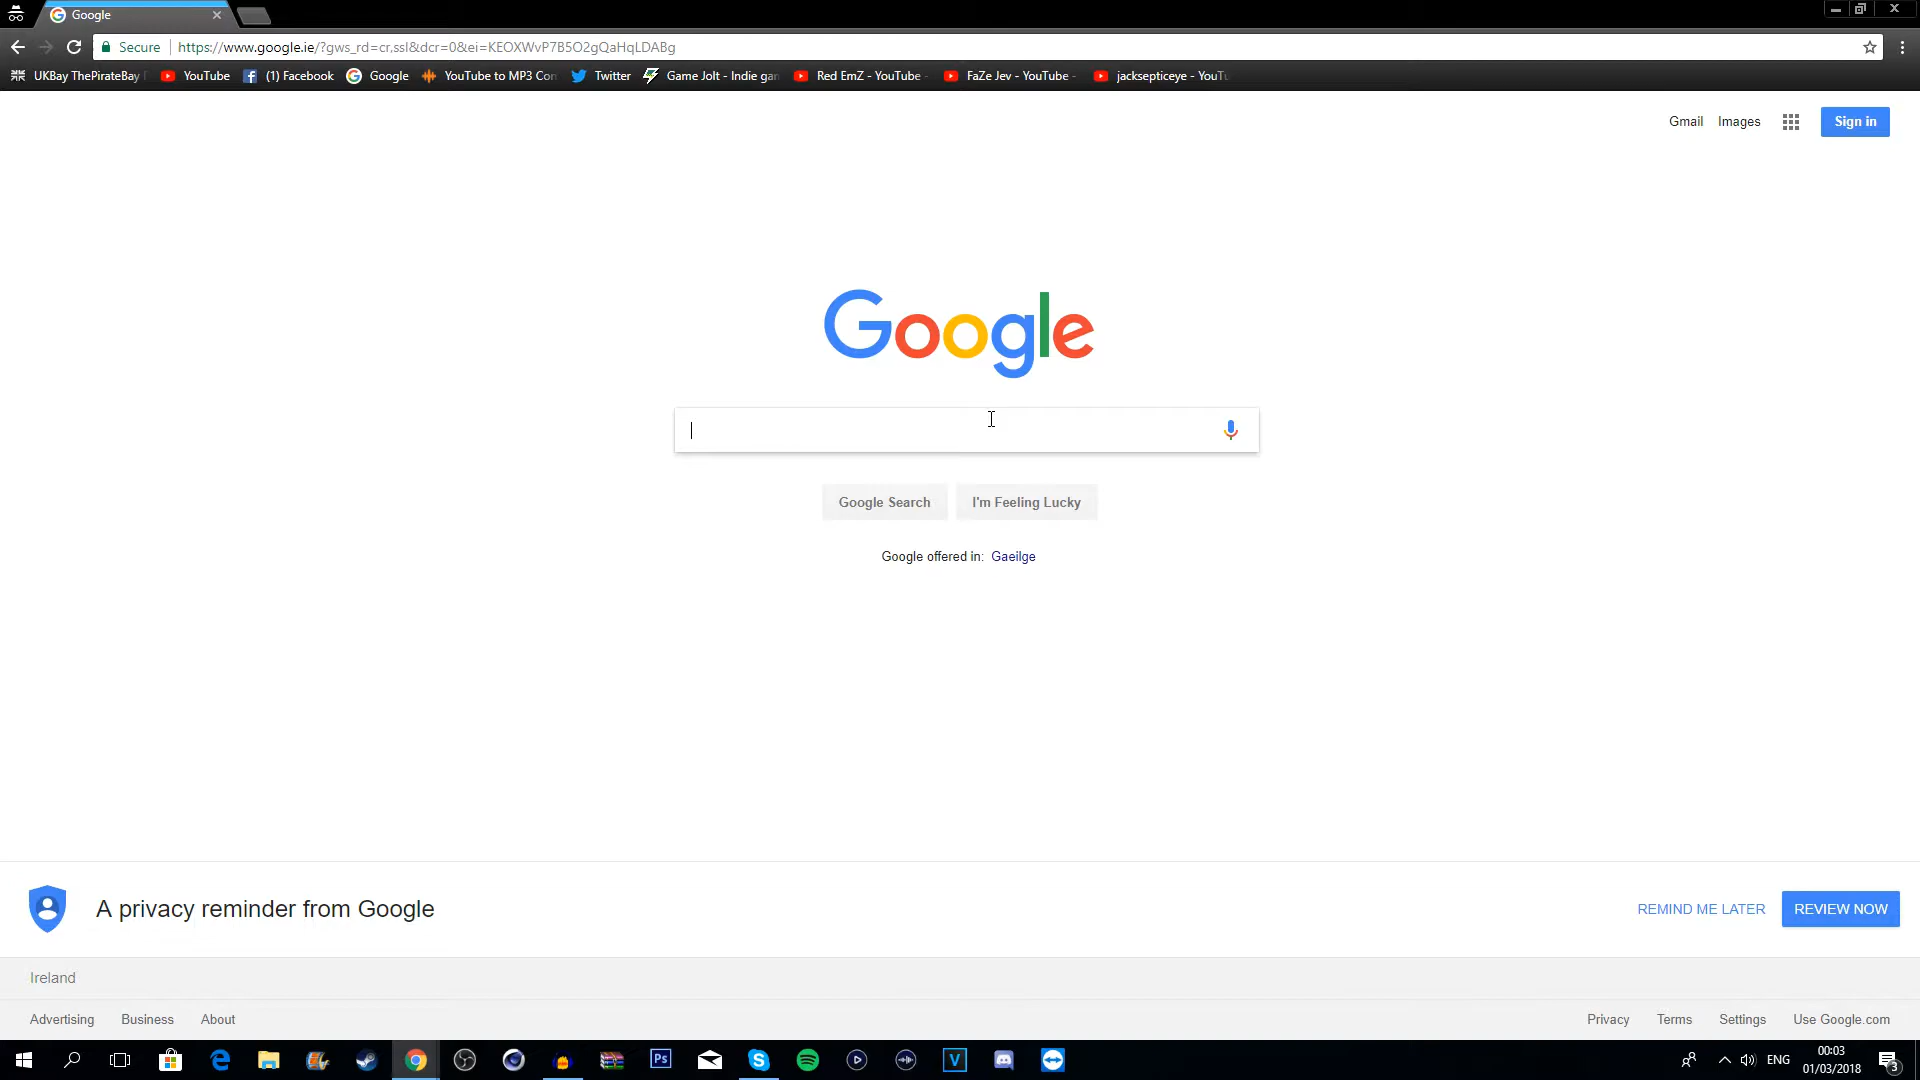 Google
Secure https://www.google.ie/?gws_rd=cr,ssl&dcr=0&ei=KEOXWvP7B5O2gQaHqLDABg
UKBay ThePirateBay YouTube (1) Facebook Google YouTube to MP3 Con Twitter Game Jolt - Indie gam Red EmZ - YouTube FaZe Jev - YouTube jacksepticeye - YouTu
Gmail Images Sign in
Google
Google Search I'm Feeling Lucky
Google offered in: Gaeilge
A privacy reminder from Google REMIND ME LATER REVIEW NOW
Ireland
Advertising Business About Privacy Terms Settings Use Google.com
Ps V ENG 00:03
01/03/2018 3